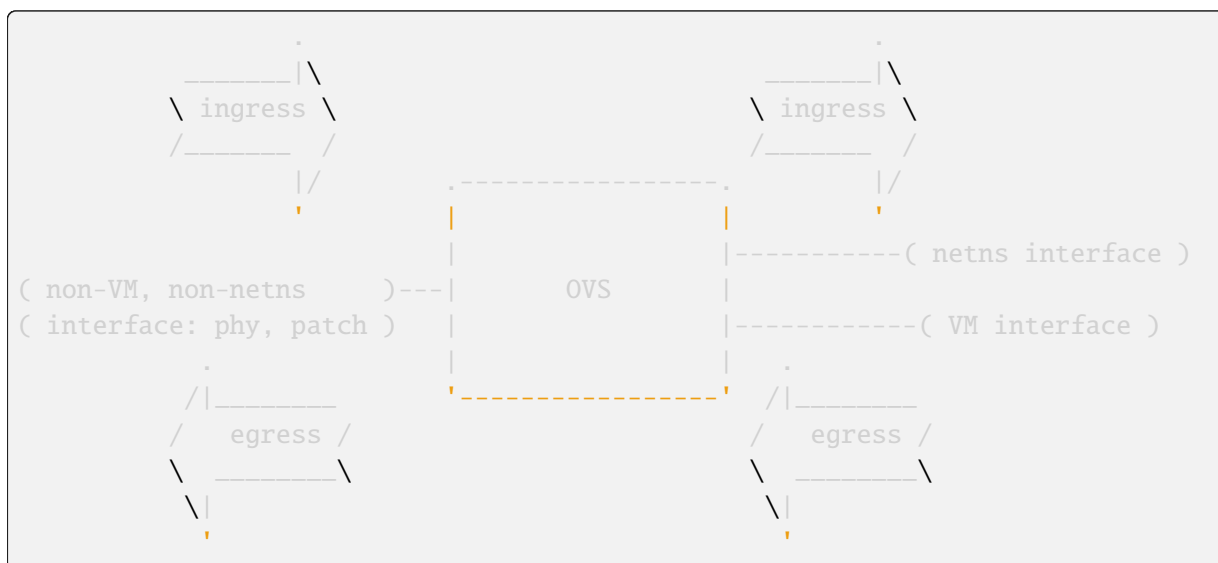 ingress ingress
( netns interface )
( non-VM, non-netns ) OVS
( interface: phy, patch ) ( VM interface )
egress egress